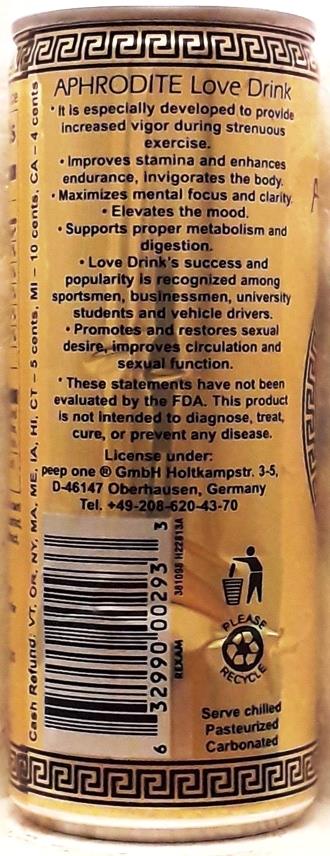 APHRODITE Love Drink
* It is especially developed to provide
increased vigor during strenuous
exercise.
• Improves stamina and enhances
endurance, invigorates the body.
• Maximizes mental focus and clarity.
• Elevates the mood.
• Supports proper metabolism and
digestion.
• Love Drink's success and
popularity is recognized among
sportsmen, businessmen, university
students and vehicle drivers.
• Promotes and restores sexual
desire, improves circulation and
sexual function.
* These statements have not been
evaluated by the FDA. This product
is not intended to diagnose, treat,
cure, or prevent any disease.
License under:
peep one ® GmbH Holtkampstr. 3-5,
D-46147 Oberhausen, Germany
Tel. +49-208-620-43-70
Cash Refund: VT, OR, NY, MA, ME, IA, HI, CT – 5 cents, MI – 10 cents, CA – 4 cents
6 32990 00293 3
REXAM
381098 H22813A
PLEASE
RECYCLE
Serve chilled
Pasteurized
Carbonated